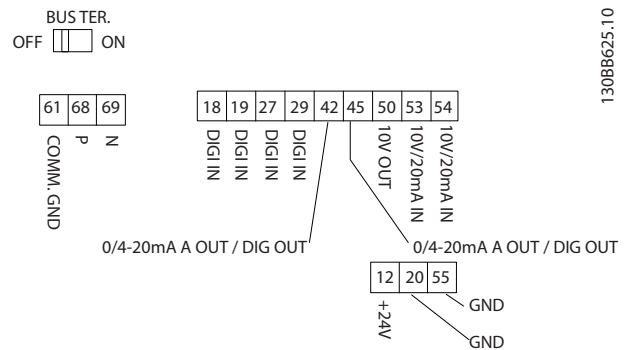 BUS TER.
OFF ON
130BB625.10
61 68 69
COMM. GND
P
N
18 19 27 29 42 45 50 53 54
DIGI IN
DIGI IN
DIGI IN
DIGI IN
10V OUT
10V/20mA IN
10V/20mA IN
0/4-20mA A OUT / DIG OUT
0/4-20mA A OUT / DIG OUT
12 20 55
+24V
GND
GND